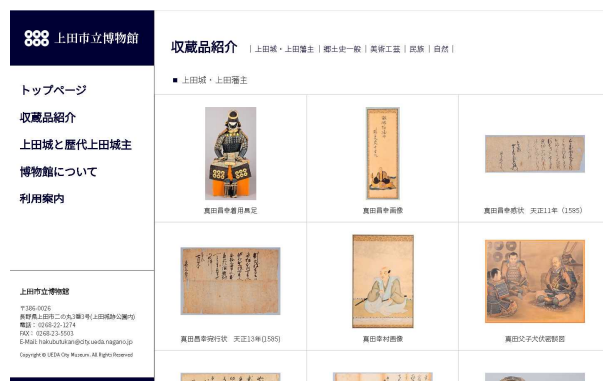 上田市立博物館
トップページ
収蔵品紹介
上田城と歴代上田城主
博物館について
利用案内
上田市立博物館
〒386-0026
長野県上田市二の丸3番3号(上田城跡公園内)
電話： 0268-22-1274
FAX： 0268-23-5503
E-Mail: hakubutukan@city.ueda.nagano.jp
Copyright © UEDA City Museum, All Rights Reserved
収蔵品紹介 ｜上田城・上田藩主｜郷土史一般｜美術工芸｜民族｜自然｜
■ 上田城・上田藩主
真田昌幸着用具足
真田昌幸画像
真田昌幸感状　天正11年（1585）
真田昌幸宛行状　天正13年(1585)
真田幸村画像
真田父子犬伏密談図